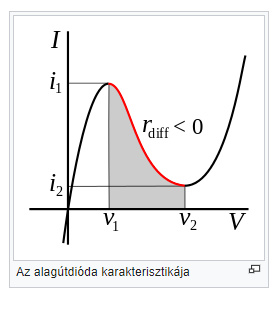 I
i1
rdiff < 0
i2
v1
v2
V
Az alagútdióda karakterisztikája